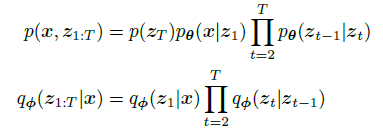 p(x, z_{1:T}) = p(z_T)p_θ(x|z_1) ∏_{t=2}^{T} p_θ(z_{t−1}|z_t)
q_ϕ(z_{1:T}|x) = q_ϕ(z_1|x) ∏_{t=2}^{T} q_ϕ(z_t|z_{t−1})